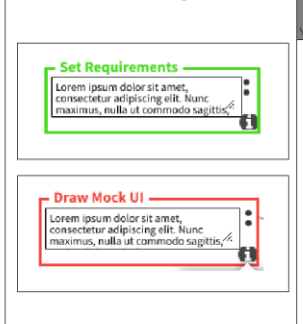 Set Requirements
Lorem ipsum dolor sit amet,
consectetur adipiscing elit. Nunc
maximus, nulla ut commodo sagittis,
Draw Mock UI
Lorem ipsum dolor sit amet,
consectetur adipiscing elit. Nunc
maximus, nulla ut commodo sagittis,